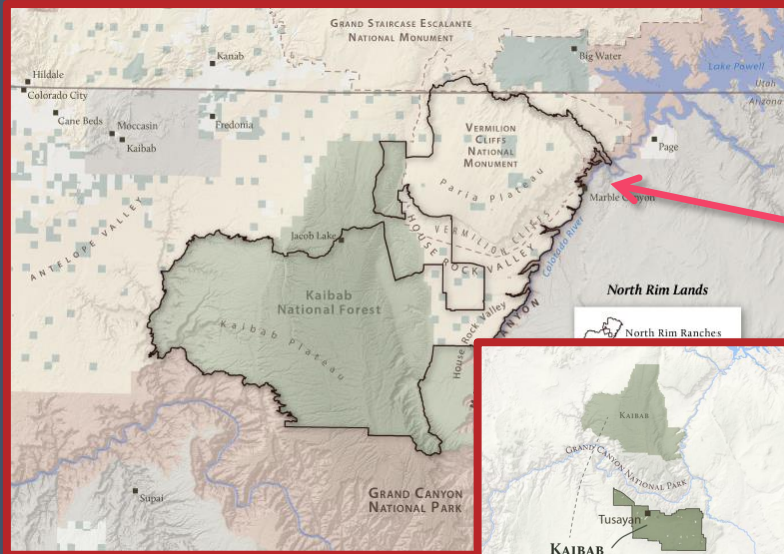 GRAND STAIRCASE ESCALANTE
NATIONAL MONUMENT
Kanab
Big Water
Hildale
Lake Powell
Colorado City
Utah
Arizona
Cane Beds
Moccasin
Fredonia
Kaibab
VERMILION
CLIFFS
NATIONAL
MONUMENT
Page
Paria Plateau
Marble Canyon
ANTELOPE VALLEY
Jacob Lake
VERMILION CLIFFS
HOUSE ROCK VALLEY
Colorado River
Kaibab
National Forest
North Rim Lands
Kaibab Plateau
House Rock Valley
CANYON
North Rim Ranches
KAIBAB
GRAND CANYON
NATIONAL PARK
Supai
GRAND CANYON
NATIONAL PARK
Tusayan
KAIBAB